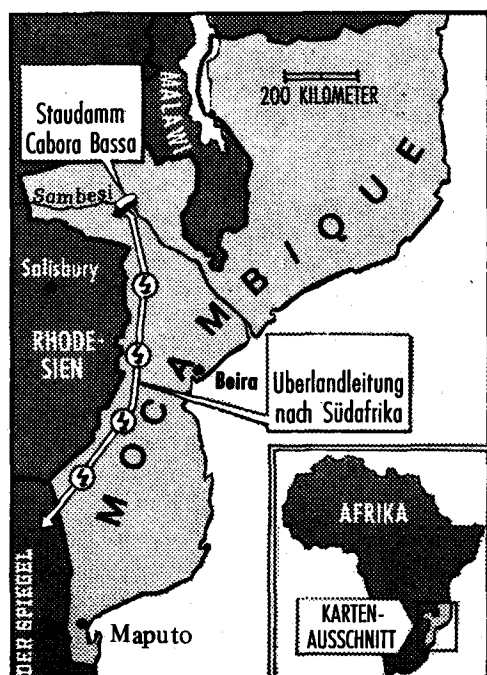 MALAWI
200 KILOMETER
Staudamm
Cabora Bassa
Sambesi
Salisbury
RHODE-
SIEN
MOCAMBIQUE
Beira
Uberlandleitung
nach Südafrika
AFRIKA
KARTEN-
AUSSCHNITT
Maputo
DER SPIEGEL